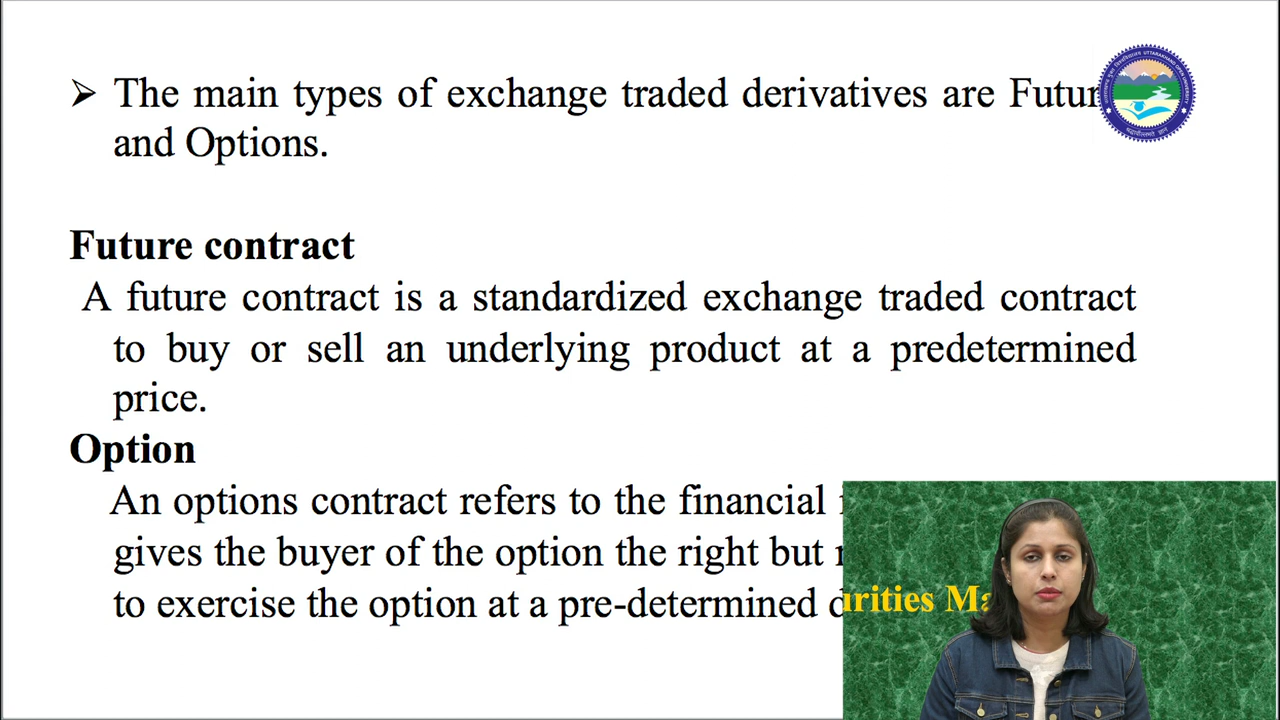 ➤ The main types of exchange traded derivatives are Futur
and Options.
Future contract
A future contract is a standardized exchange traded contract
to buy or sell an underlying product at a predetermined
price.
Option
An options contract refers to the financial
gives the buyer of the option the right but
to exercise the option at a pre-determined
urities Ma